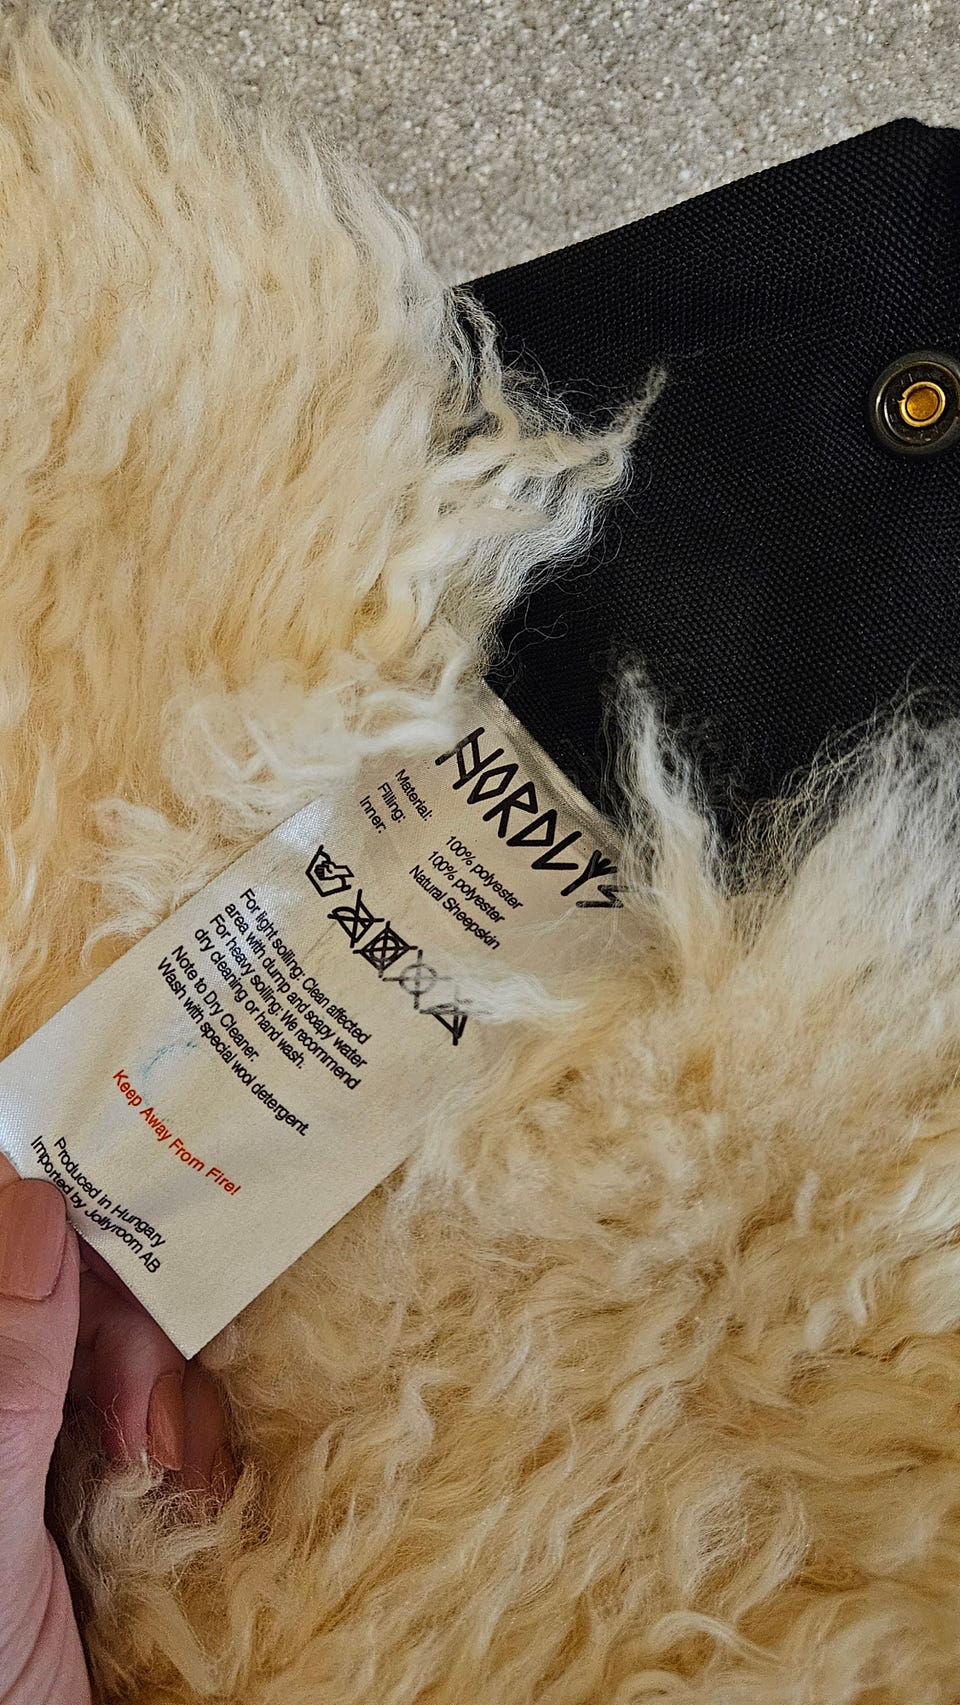 NORDLYS
Material: 100% polyester
Filling: 100% polyester
Inner: Natural Sheepskin
For light soiling: Clean affected
area with dump and soapy water
For heavy soiling: We recommend
dry cleaning or hand wash.
Note to Dry Cleaner:
Wash with special wool detergent.
Keep Away From Fire!
Produced in Hungary
Imported by Jollyroom AB